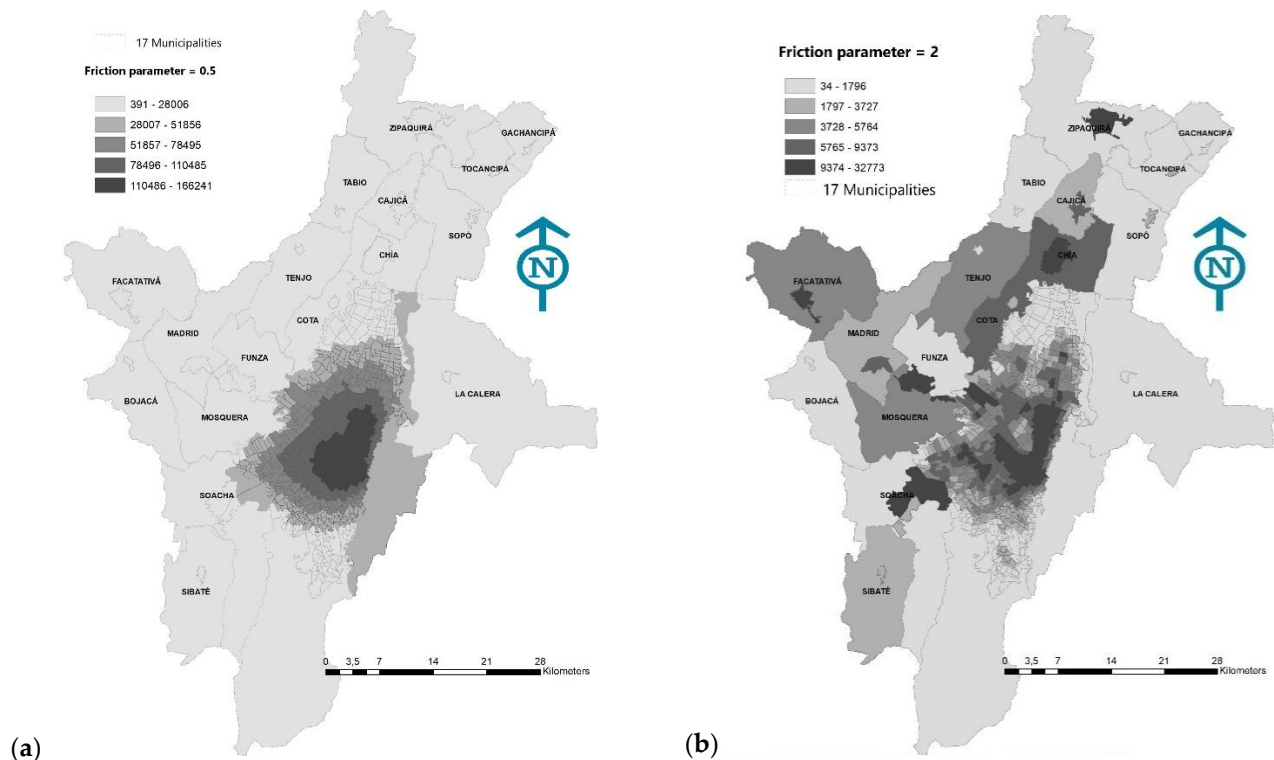 17 Municipalities
Friction parameter = 0.5
391 - 28006
28007 - 51856
51857 - 78495
78496 - 110485
110486 - 166241
ZIPAQUIRÁ
GACHANCIPÁ
TOCANCIPÁ
TABIO
CAJICÁ
SOPÓ
CHÍA
FACATATIVÁ
TENJO
N
COTA
MADRID
FUNZA
BOJACÁ
LA CALERA
MOSQUERA
SOACHA
SIBATÉ
0 3,5 7 14 21 28
Kilometers
(a)
Friction parameter = 2
34 - 1796
1797 - 3727
3728 - 5764
5765 - 9373
9374 - 32773
17 Municipalities
ZIPAQUIRÁ
GACHANCIPÁ
TOCANCIPÁ
TABIO
CAJICÁ
SOPÓ
CHÍA
FACATATIVÁ
TENJO
N
COTA
MADRID
FUNZA
BOJACÁ
LA CALERA
MOSQUERA
SOACHA
SIBATÉ
0 3,5 7 14 21 28
Kilometers
(b)